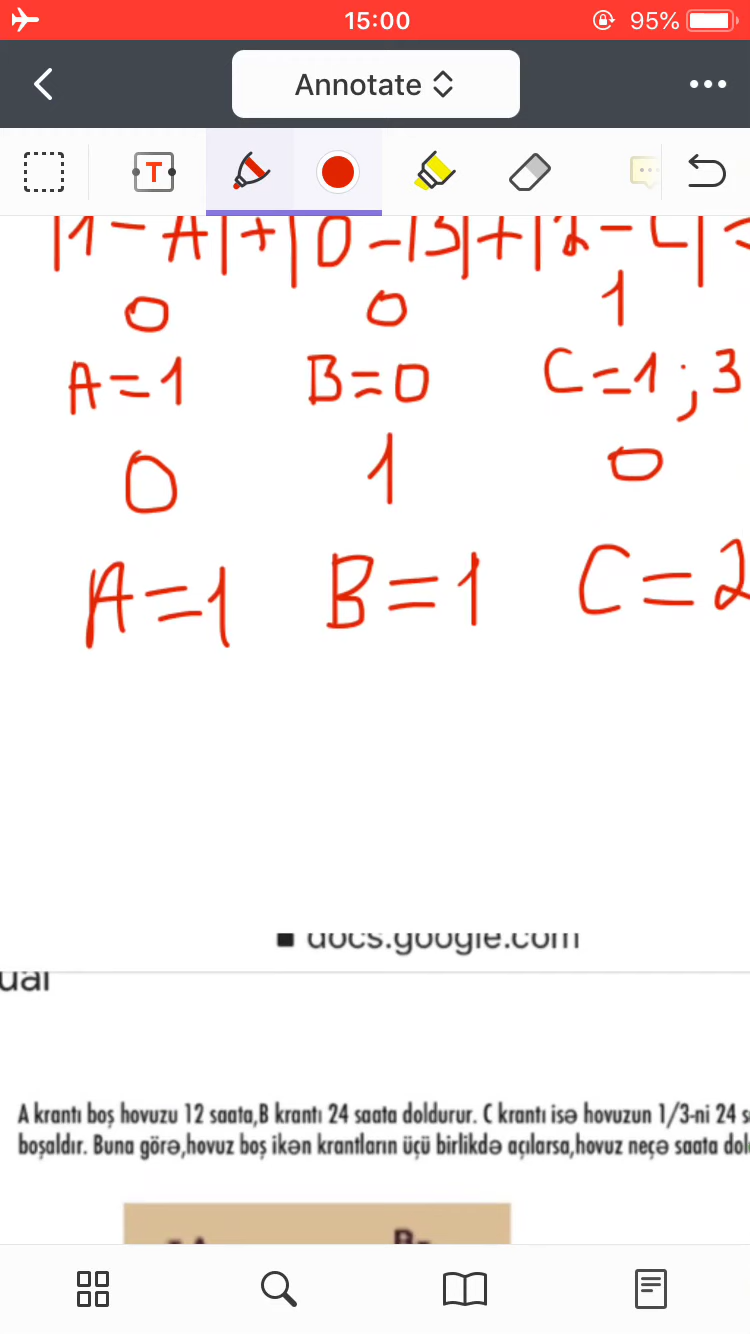 15:00 95%
Annotate
T
|1-A|+|0-B|+|2-C|=
0 0 1
A=1 B=0 C=1;3
0 1 0
A=1 B=1 C=2
docs.google.com
ual
A krantı boş hovuzu 12 saata,B krantı 24 saata doldurur. C krantı isə hovuzun 1/3-ni 24 s
boşaldır. Buna görə,hovuz boş ikən krantların üçü birlikdə açılarsa,hovuz neçə saata dol
A B